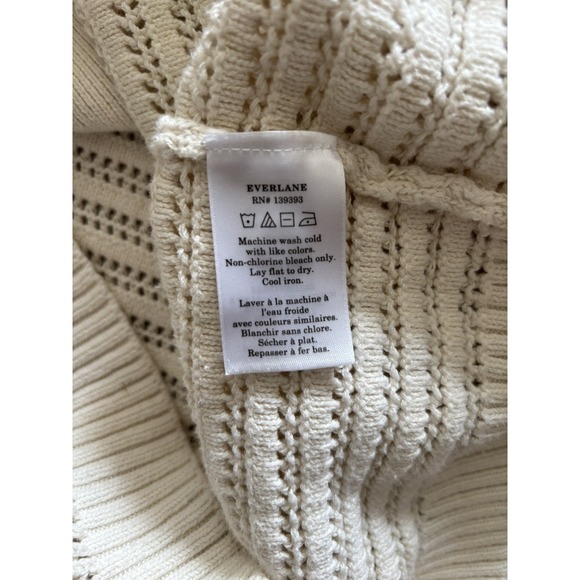 EVERLANE
RN# 139393
Machine wash cold
with like colors.
Non-chlorine bleach only.
Lay flat to dry.
Cool iron.
Laver à la machine à
l'eau froide
avec couleurs similaires.
Blanchir sans chlore.
Sécher à plat.
Repasser à fer bas.